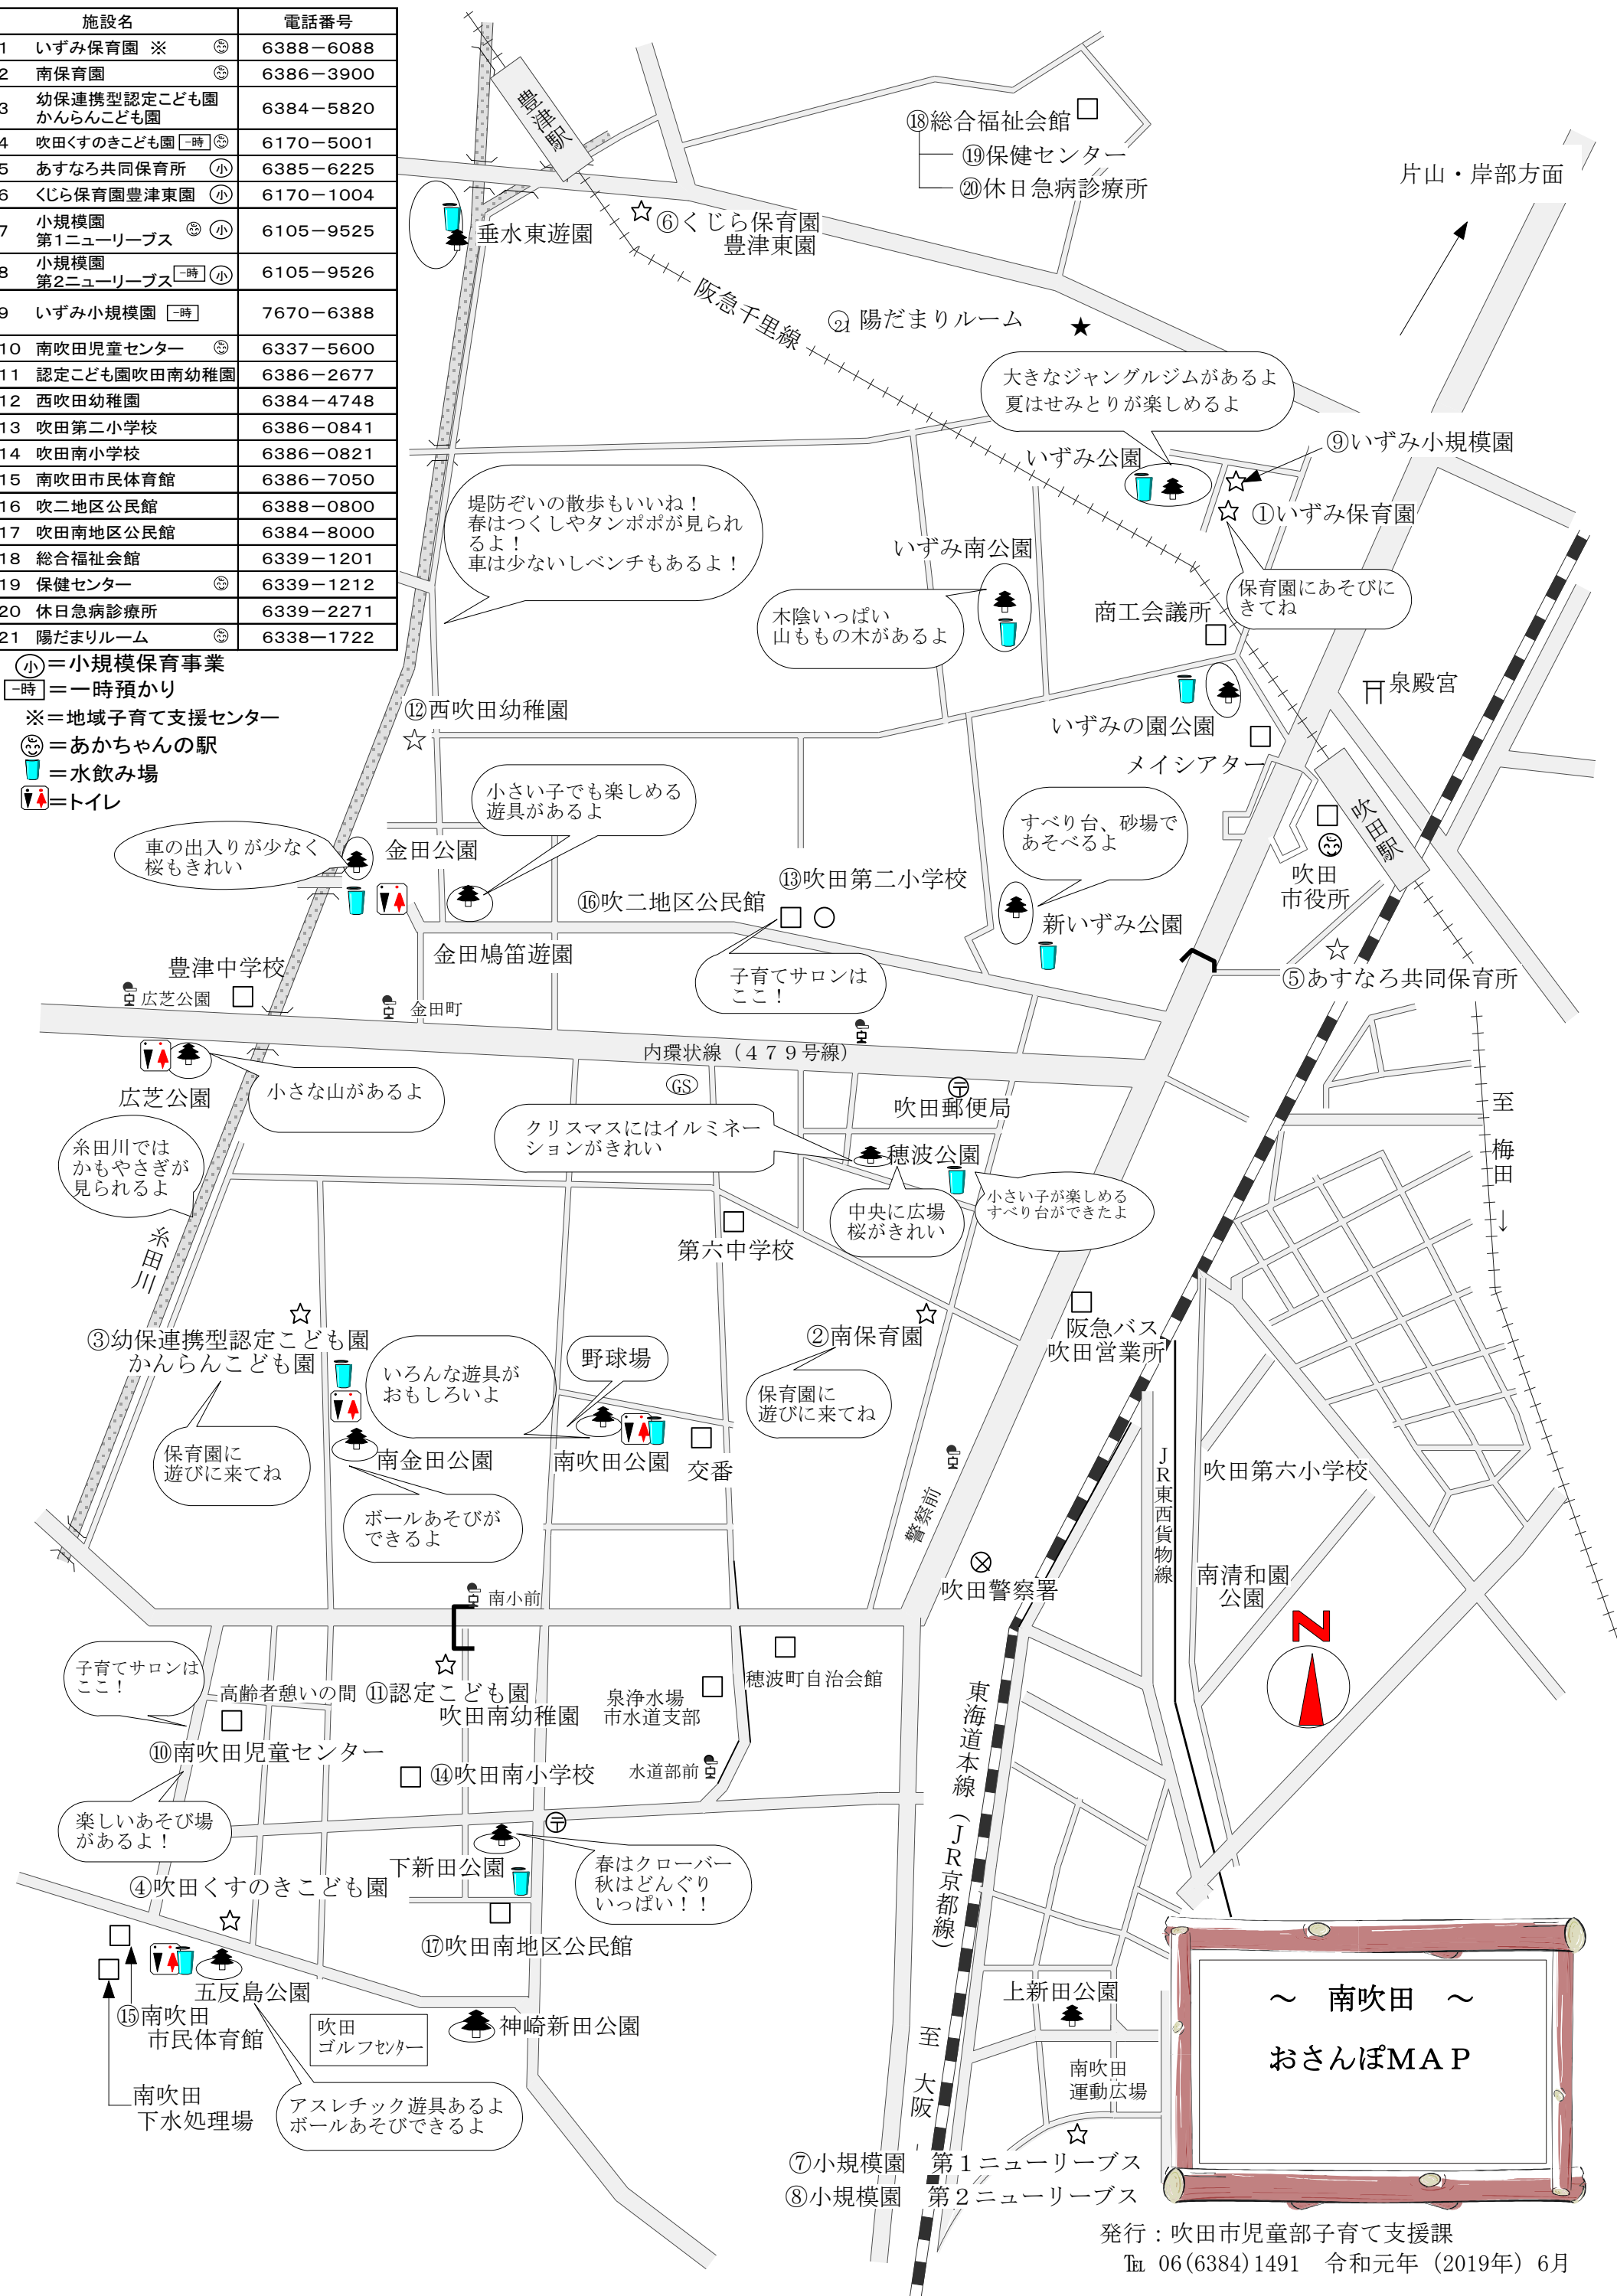 施設名 電話番号
1 いずみ保育園 ※ 6388−6088
2 南保育園 6386−3900
3 幼保連携型認定こども園
かんらんこども園 6384−5820
4 吹田くすのきこども園 一時 6170−5001
5 あすなろ共同保育所 小 6385−6225
6 くじら保育園豊津東園 小 6170−1004
7 小規模園
第1ニューリーブス 小 6105−9525
8 小規模園
第2ニューリーブス 一時 小 6105−9526
9 いずみ小規模園 一時 7670−6388
10 南吹田児童センター 6337−5600
11 認定こども園吹田南幼稚園 6386−2677
12 西吹田幼稚園 6384−4748
13 吹田第二小学校 6386−0841
14 吹田南小学校 6386−0821
15 南吹田市民体育館 6386−7050
16 吹二地区公民館 6388−0800
17 吹田南地区公民館 6384−8000
18 総合福祉会館 6339−1201
19 保健センター 6339−1212
20 休日急病診療所 6339−2271
21 陽だまりルーム 6338−1722
小＝小規模保育事業
一時＝一時預かり
※＝地域子育て支援センター
＝あかちゃんの駅
＝水飲み場
＝トイレ
豊津駅
⑱総合福祉会館
⑲保健センター
⑳休日急病診療所
片山・岸部方面
垂水東遊園
⑥くじら保育園
豊津東園
阪急千里線
㉑ 陽だまりルーム
大きなジャングルジムがあるよ
夏はせみとりが楽しめるよ
いずみ公園
⑨いずみ小規模園
①いずみ保育園
堤防ぞいの散歩もいいね！
春はつくしやタンポポが見られ
るよ！
車は少ないしベンチもあるよ！
いずみ南公園
保育園にあそびに
きてね
木陰いっぱい
山ももの木があるよ
商工会議所
泉殿宮
⑫西吹田幼稚園
いずみの園公園
メイシアター
小さい子でも楽しめる
遊具があるよ
すべり台、砂場で
あそべるよ
吹田駅
車の出入りが少なく
桜もきれい
金田公園
吹田
市役所
⑬吹田第二小学校
⑯吹二地区公民館
新いずみ公園
金田鳩笛遊園
豊津中学校
子育てサロンは
ここ！
⑤あすなろ共同保育所
広芝公園
金田町
内環状線（４７９号線）
GS
小さな山があるよ
広芝公園
吹田郵便局
至 梅田 →
クリスマスにはイルミネー
ションがきれい
穂波公園
糸田川では
かもやさぎが
見られるよ
中央に広場
桜がきれい
小さい子が楽しめる
すべり台ができたよ
第六中学校
糸田川
③幼保連携型認定こども園
かんらんこども園
②南保育園
阪急バス
吹田営業所
いろんな遊具が
おもしろいよ
野球場
保育園に
遊びに来てね
保育園に
遊びに来てね
南金田公園
南吹田公園
交番
吹田第六小学校
ＪＲ東西貨物線
ボールあそびが
できるよ
警察前
吹田警察署
南清和園
公園
南小前
N
子育てサロンは
ここ！
高齢者憩いの間
⑪認定こども園
吹田南幼稚園
泉浄水場
市水道支部
穂波町自治会館
⑩南吹田児童センター
⑭吹田南小学校
水道部前
東海道本線（ＪＲ京都線）
楽しいあそび場
があるよ！
下新田公園
春はクローバー
秋はどんぐり
いっぱい！！
④吹田くすのきこども園
⑰吹田南地区公民館
五反島公園
⑮南吹田
市民体育館
吹田
ゴルフセンター
神崎新田公園
上新田公園
至 大阪
南吹田
運動広場
南吹田
下水処理場
アスレチック遊具あるよ
ボールあそびできるよ
⑦小規模園 第１ニューリーブス
⑧小規模園 第２ニューリーブス
～ 南吹田 ～
おさんぽＭＡＰ
発行：吹田市児童部子育て支援課
℡ 06(6384)1491 令和元年（2019年）6月